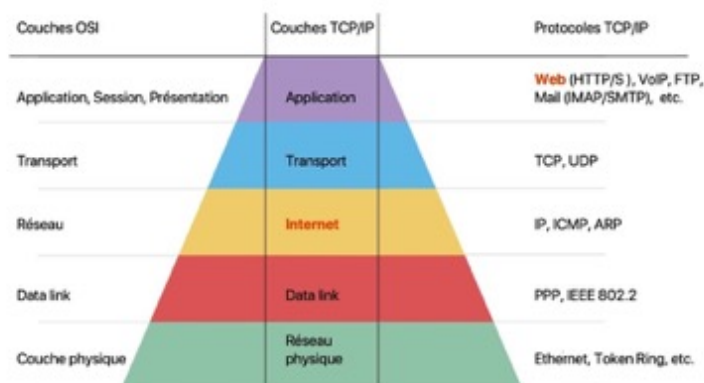 Couches OSI Couches TCP/IP Protocoles TCP/IP
Application, Session, Présentation Application Web (HTTP/S ), VoIP, FTP,
Mail (IMAP/SMTP), etc.
Transport Transport TCP, UDP
Réseau Internet IP, ICMP, ARP
Data link Data link PPP, IEEE 802.2
Couche physique Réseau
physique Ethernet, Token Ring, etc.